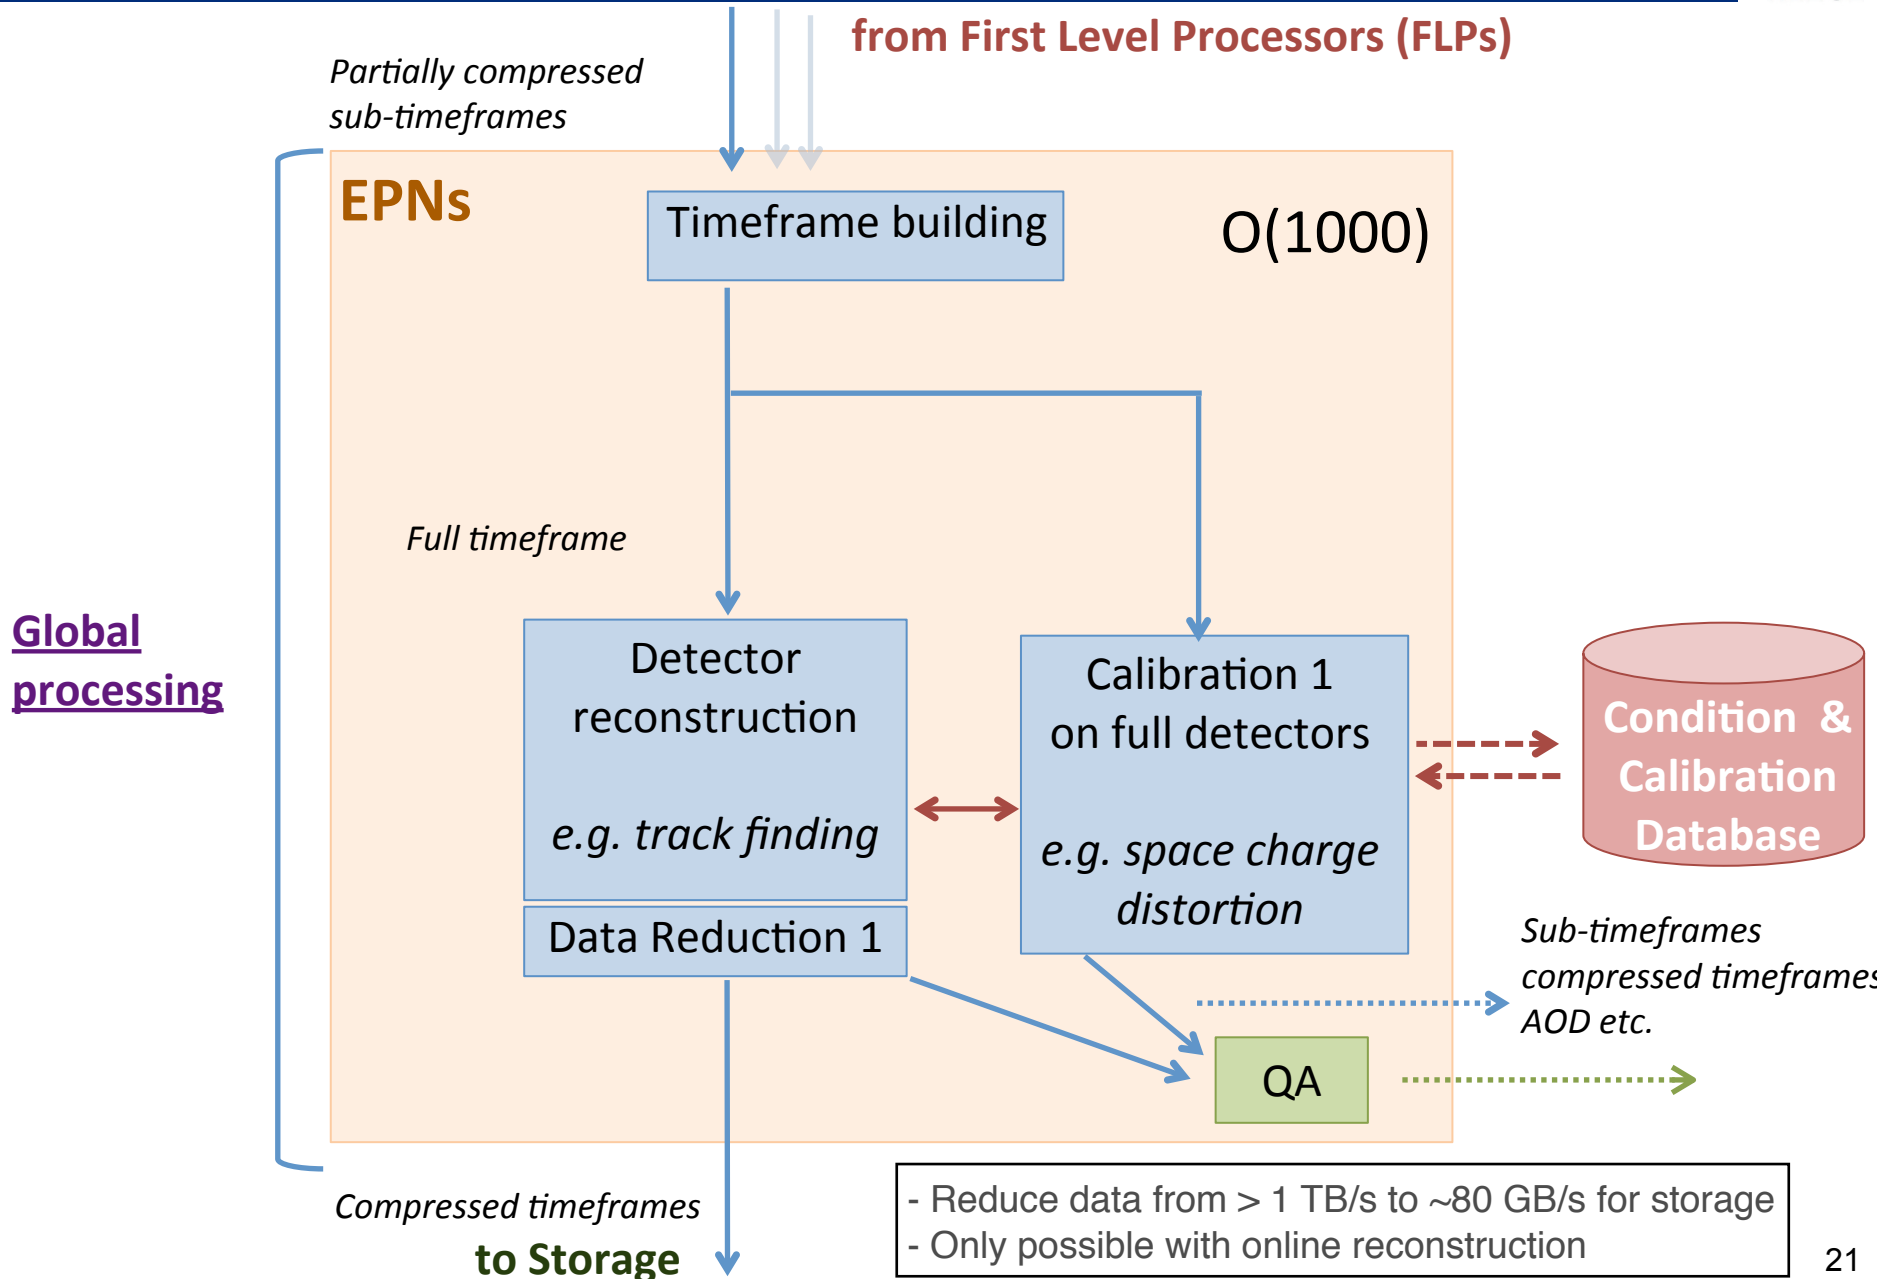 from First Level Processors (FLPs)
Partially compressed
sub-timeframes
EPNs
Timeframe building
O(1000)
Full timeframe
Global
processing
Detector
reconstruction
e.g. track finding
Data Reduction 1
Calibration 1
on full detectors
e.g. space charge
distortion
Condition &
Calibration
Database
Sub-timeframes
compressed timeframes
AOD etc.
QA
Compressed timeframes
to Storage
- Reduce data from > 1 TB/s to ~80 GB/s for storage
- Only possible with online reconstruction
21